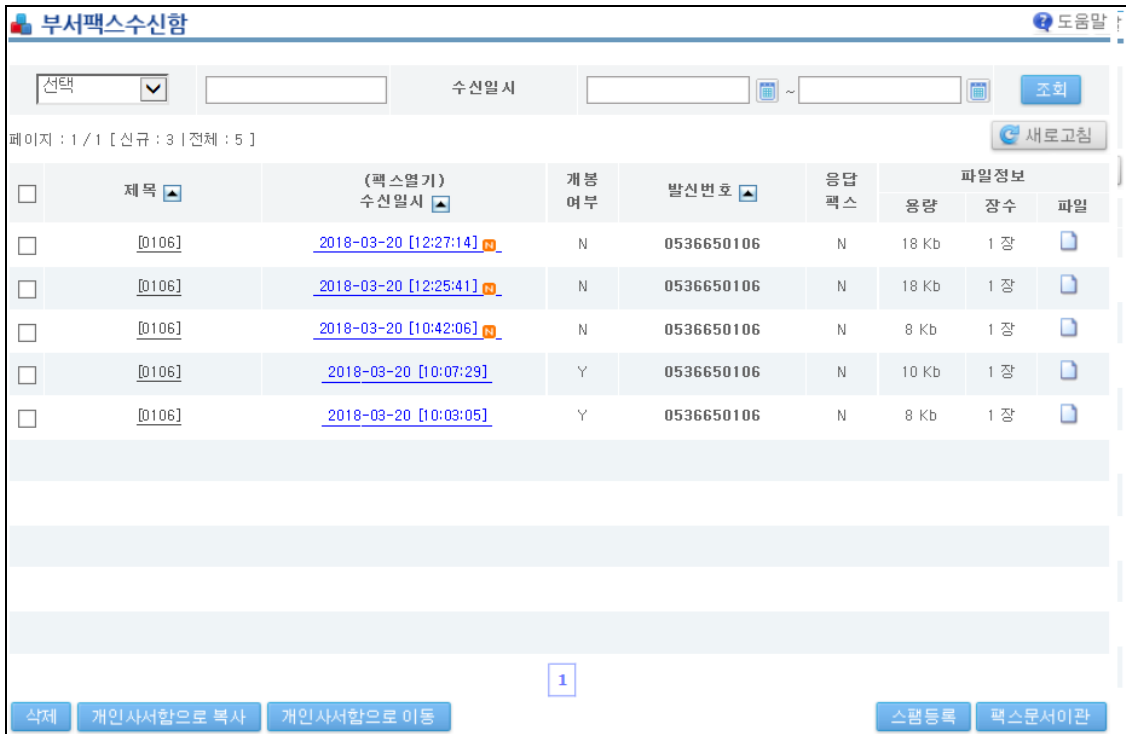 부서팩스수신함 도움말
선택 수신일시 ~ 조회
페이지 : 1 / 1 [ 신규 : 3 | 전체 : 5 ] 새로고침
제목 (팩스열기) 수신일시 개봉 여부 발신번호 응답 팩스 파일정보
용량 장수 파일
[0106] 2018-03-20 [12:27:14] N N 0536650106 N 18 Kb 1 장
[0106] 2018-03-20 [12:25:41] N N 0536650106 N 18 Kb 1 장
[0106] 2018-03-20 [10:42:06] N N 0536650106 N 8 Kb 1 장
[0106] 2018-03-20 [10:07:29] Y 0536650106 N 10 Kb 1 장
[0106] 2018-03-20 [10:03:05] Y 0536650106 N 8 Kb 1 장
1
삭제 개인사서함으로 복사 개인사서함으로 이동 스팸등록 팩스문서이관